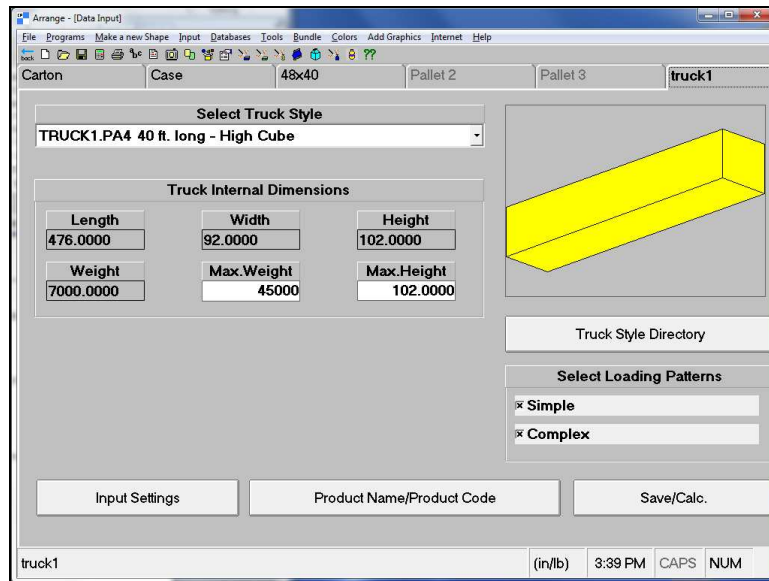 Arrange - [Data Input]
File Programs Make a new Shape Input Databases Tools Bundle Colors Add Graphics Internet Help
back ??
Carton Case 48x40 Pallet 2 Pallet 3 truck1
Select Truck Style
TRUCK1.PA4 40 ft. long - High Cube
Truck Internal Dimensions
Length Width Height
476.0000 92.0000 102.0000
Weight Max.Weight Max.Height
7000.0000 45000 102.0000
Truck Style Directory
Select Loading Patterns
Simple
Complex
Input Settings Product Name/Product Code Save/Calc.
truck1 (in/lb) 3:39 PM CAPS NUM